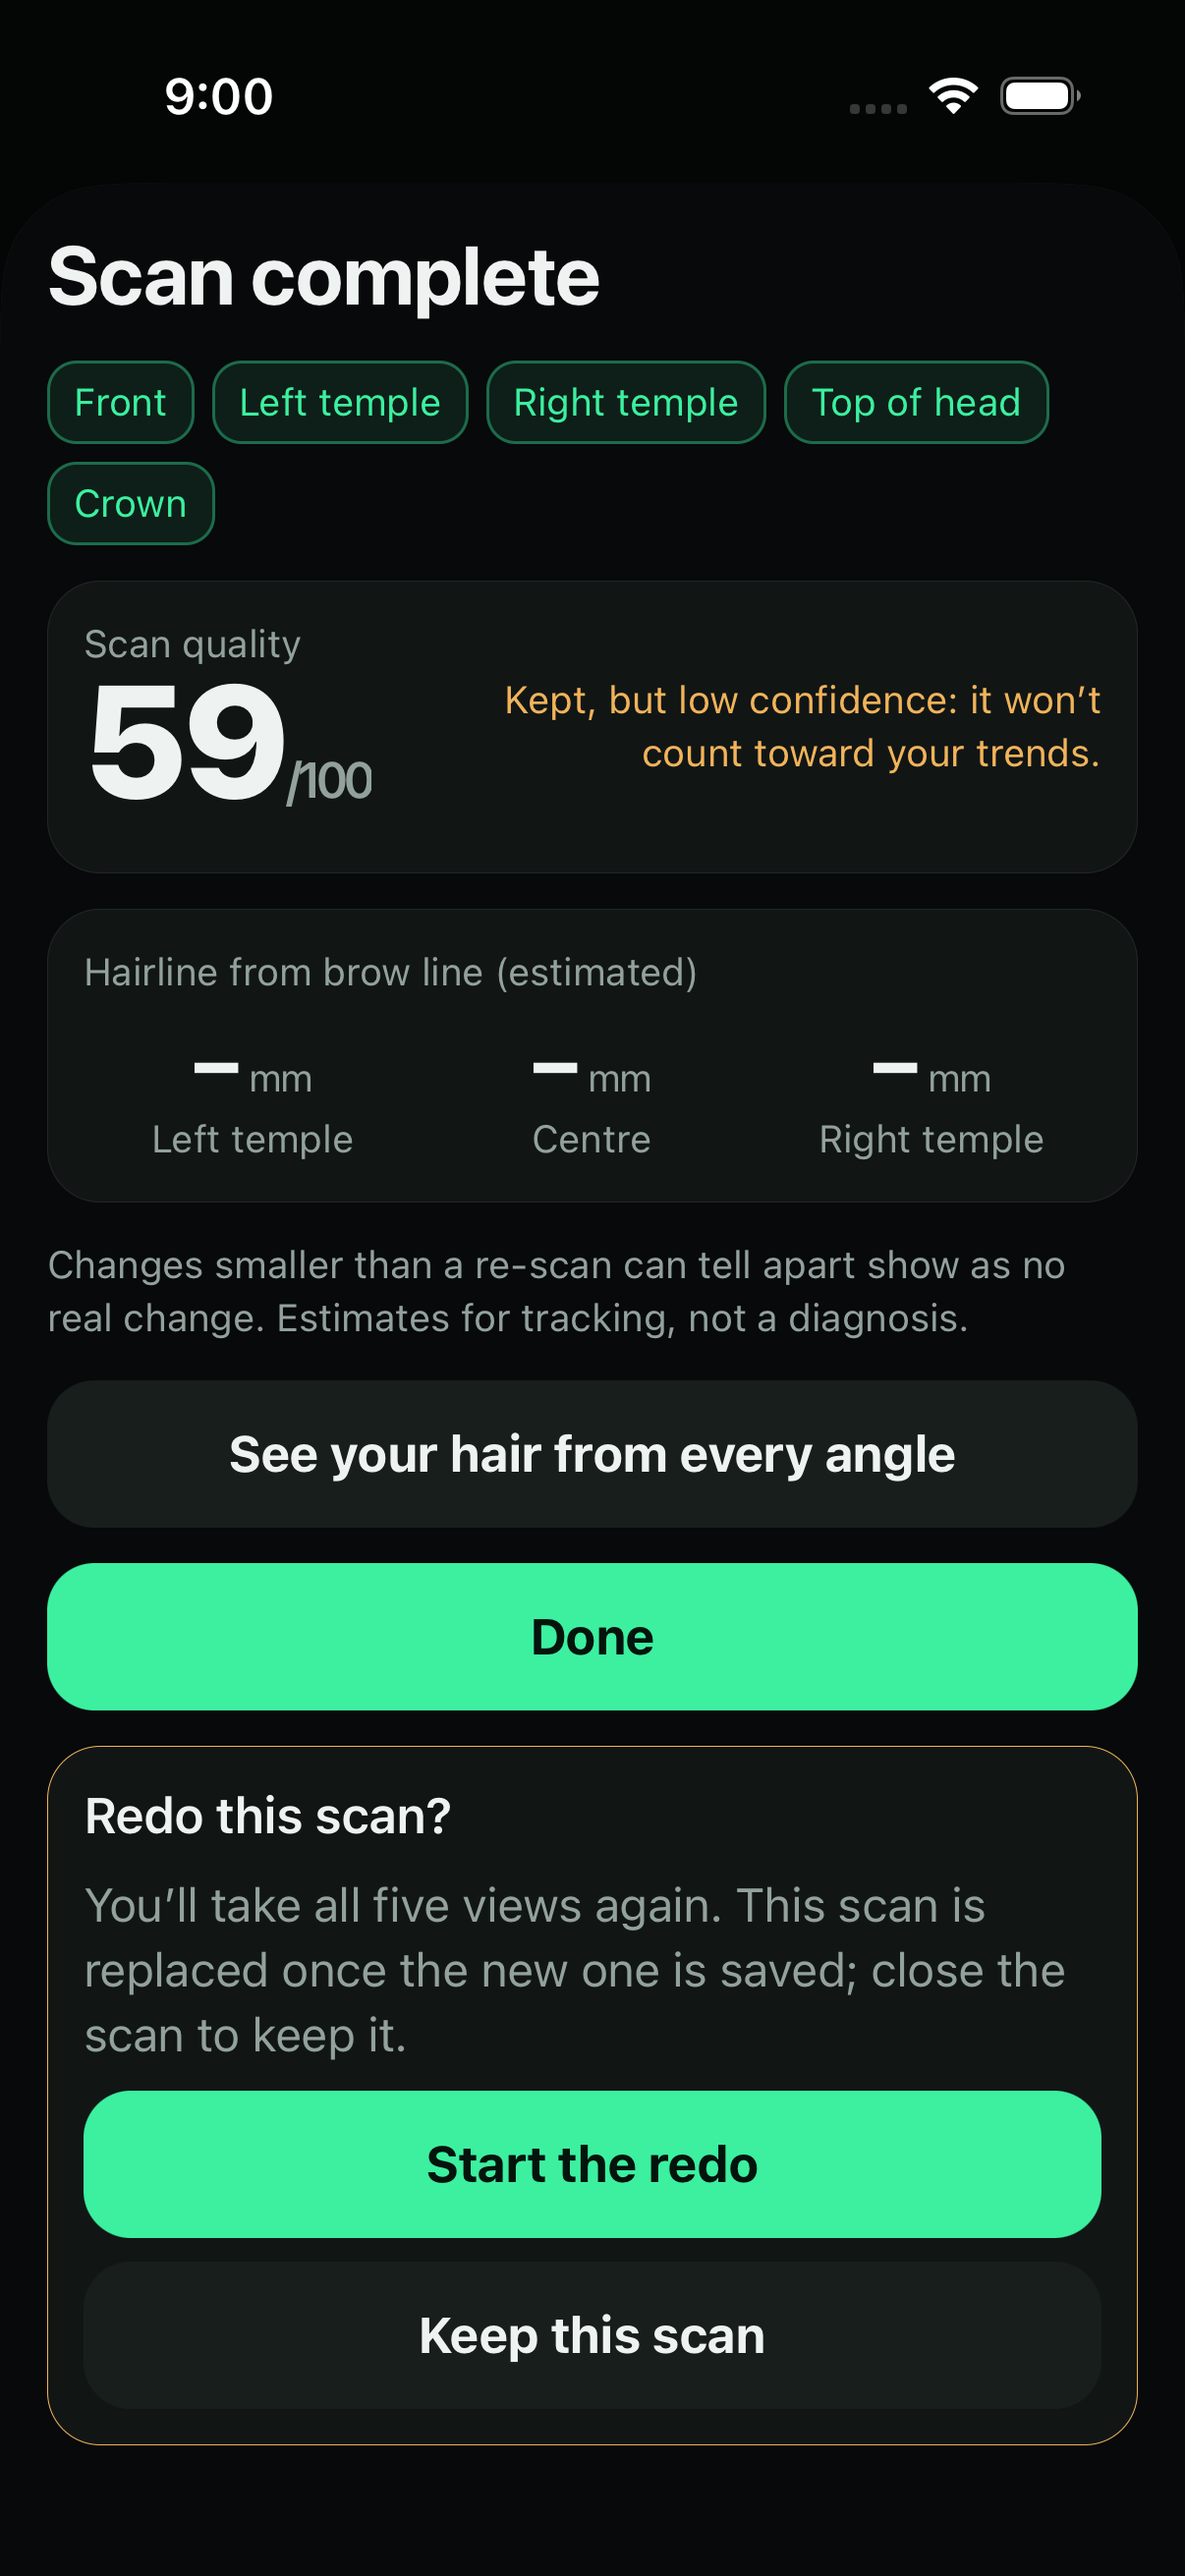 9:00
Scan complete
Front
Left temple
Right temple
Top of head
Crown
Scan quality
59/100
Kept, but low confidence: it won’t
count toward your trends.
Hairline from brow line (estimated)
– mm
– mm
– mm
Left temple
Centre
Right temple
Changes smaller than a re-scan can tell apart show as no
real change. Estimates for tracking, not a diagnosis.
See your hair from every angle
Done
Redo this scan?
You’ll take all five views again. This scan is
replaced once the new one is saved; close the
scan to keep it.
Start the redo
Keep this scan